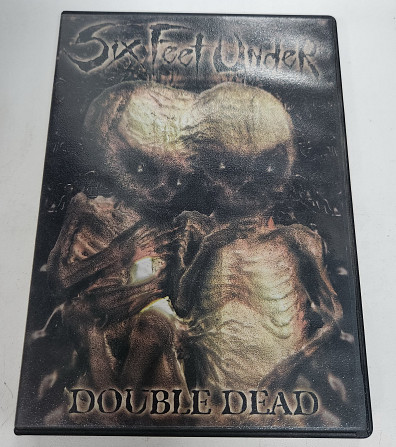 Six Feet Under
DOUBLE DEAD